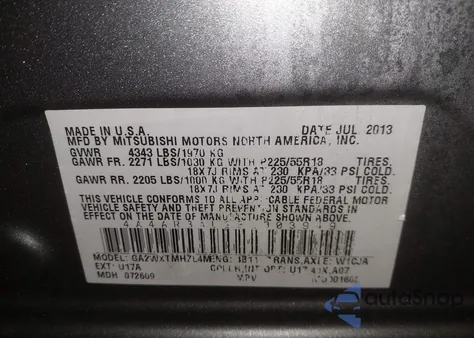 MADE IN U.S.A. DATE JUL 2013
MFD BY MITSUBISHI MOTORS NORTH AMERICA, INC.
GVWR 4343 LBS/1970 KG
GAWR FR. 2271 LBS/1030 KG WITH P225/55R18 TIRES,
18X7J RIMS AT 230 KPA/33 PSI COLD.
GAWR RR. 2205 LBS/1000 KG WITH P225/55R18 TIRES,
18X7J RIMS AT 230 KPA/33 PSI COLD.
THIS VEHICLE CONFORMS TO ALL APPLICABLE FEDERAL MOTOR
VEHICLE SAFETY AND THEFT PREVENTION STANDARDS
IN EFFECT ON THE DATE OF MANUFACTURE SHOWN ABOVE.
MODEL: TRANS.AXLE:
EXT: U17A
MDH 072609 MPV
autoSnap